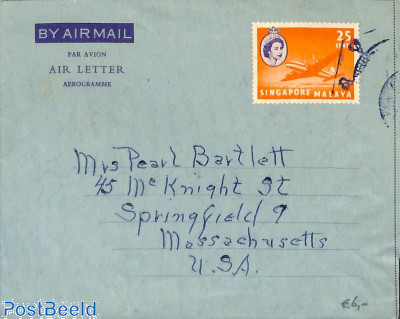 BY AIR MAIL
PAR AVION
AIR LETTER
AÉROGRAMME
25
CENTS
SINGAPORE MALAYA
Mrs Pearl Bartlett
45 McKnight St
Springfield 9
Massachusetts
U.S.A.
€6,-
PostBeeld